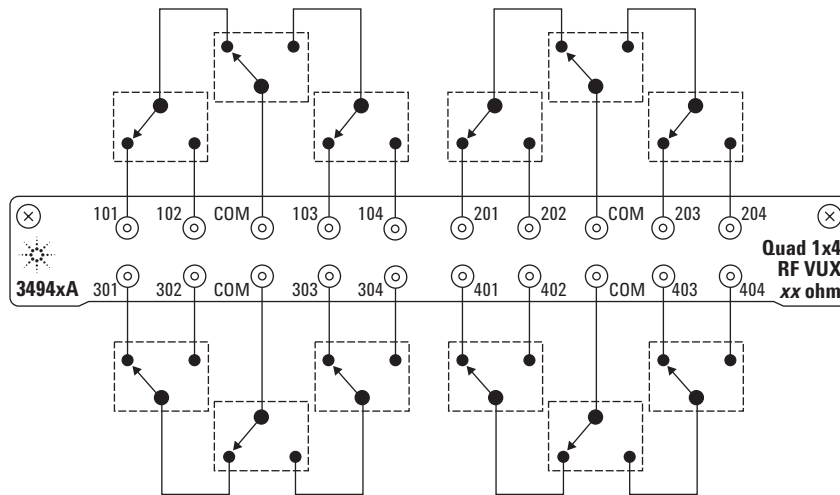 101 102 COM 103 104 201 202 COM 203 204
Quad 1x4
RF VUX
3494xA 301 302 COM 303 304 401 402 COM 403 404 xx ohm